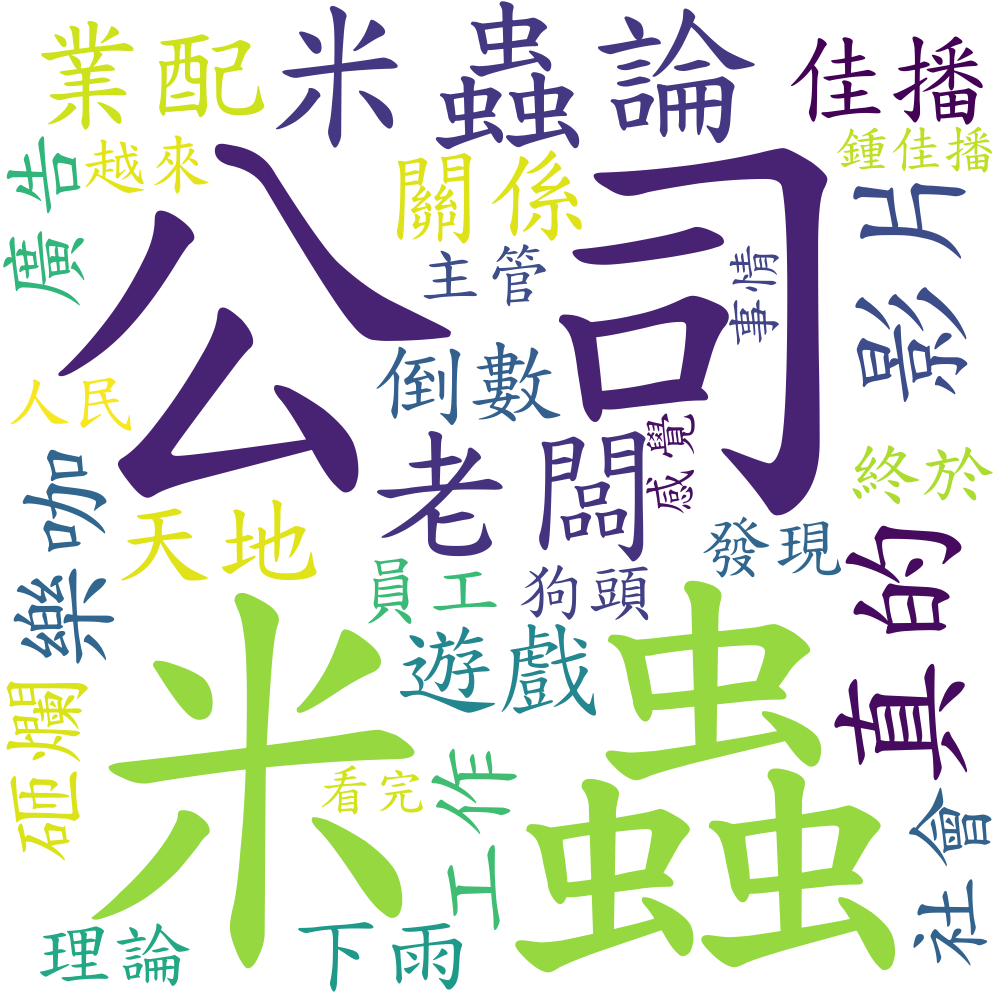 業配
米蟲論
佳播
越來
關係
鍾佳播
廣告
公司
主管
事情
影片
人民
倒數
老闆
感覺
終於
樂咖
天地
發現
真的
員工
狗頭
米蟲
遊戲
砸爛
看完
工作
社會
理論
下雨